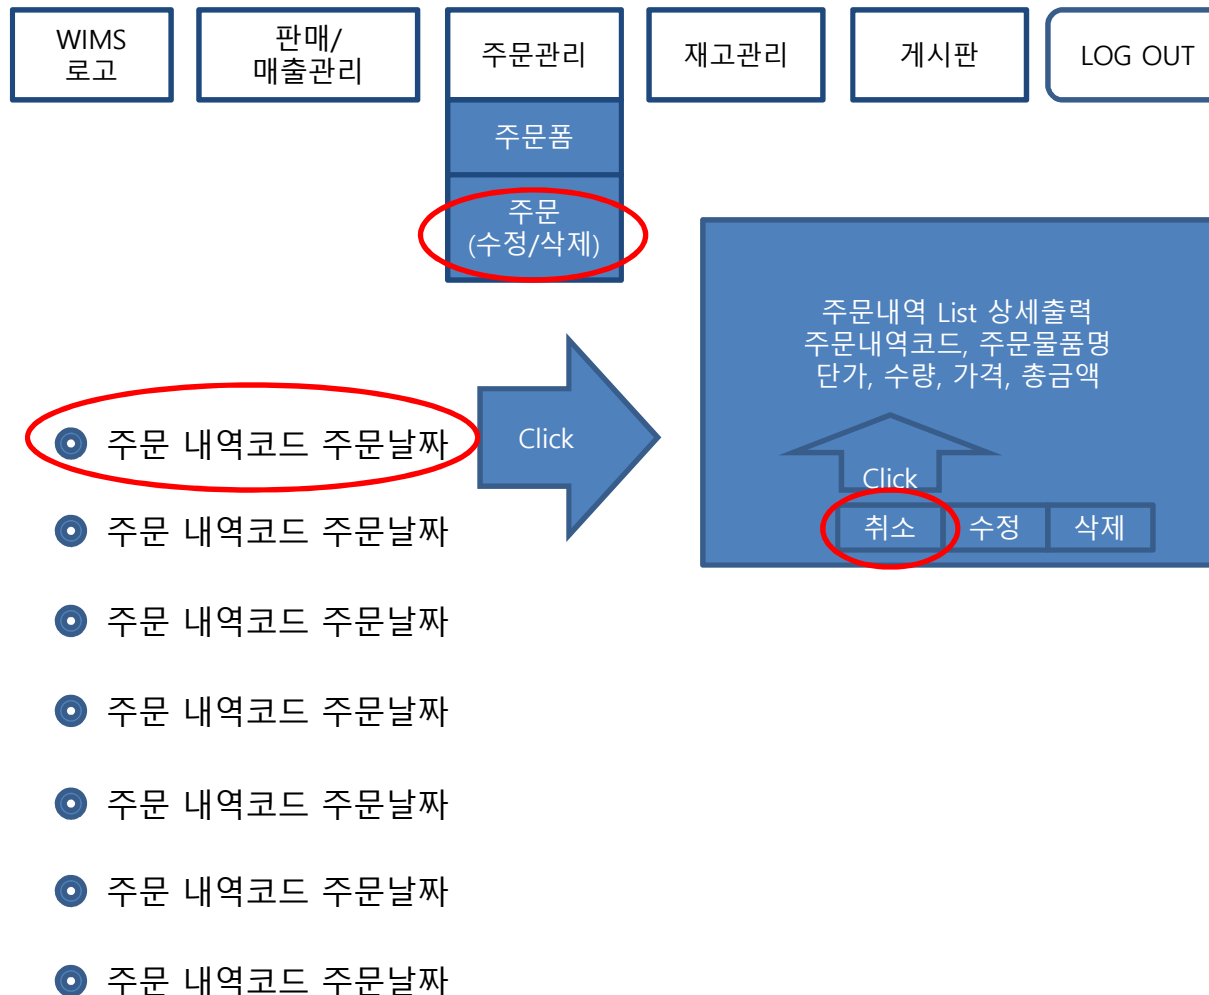 WIMS
로고
판매/
매출관리
주문관리
재고관리
게시판
LOG OUT
주문폼
주문
(수정/삭제)
주문내역 List 상세출력
주문내역코드, 주문물품명
단가, 수량, 가격, 총금액
주문 내역코드 주문날짜
Click
Click
취소
수정
삭제
주문 내역코드 주문날짜
주문 내역코드 주문날짜
주문 내역코드 주문날짜
주문 내역코드 주문날짜
주문 내역코드 주문날짜
주문 내역코드 주문날짜